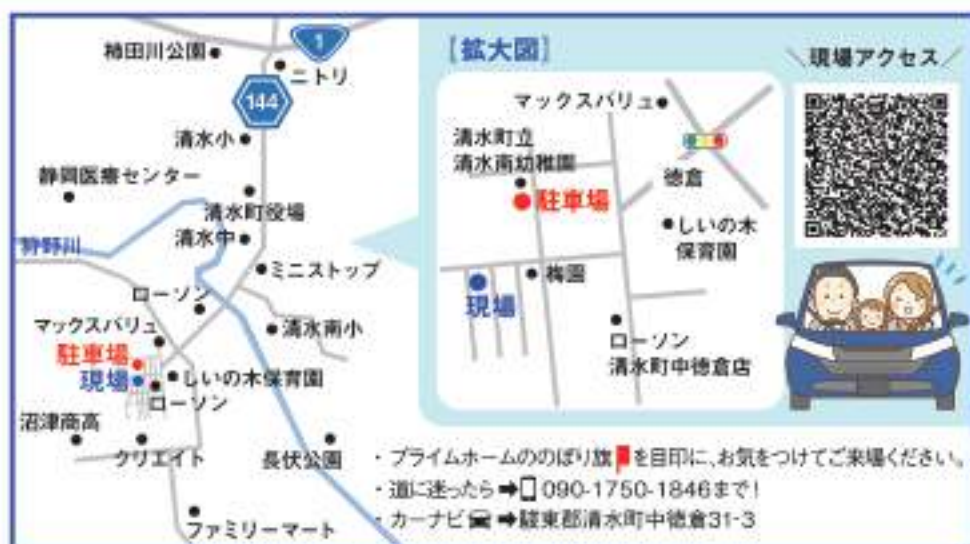 1
柿田川公園
ニトリ
144
清水小
静岡医療センター
清水町役場
狩野川
清水中
ミニストップ
ローソン
マックスバリュ
清水南小
駐車場
現場
しいの木保育園
ローソン
沼津商高
クリエイト
長伏公園
ファミリーマート
【拡大図】
マックスバリュ
清水町立
清水南幼稚園
徳倉
駐車場
しいの木
保育園
梅園
現場
ローソン
清水町中徳倉店
＼現場アクセス／
・プライムホームののぼり旗を目印に、お気をつけてご来場ください。
・道に迷ったら➡090-1750-1846まで!
・カーナビ➡駿東郡清水町中徳倉31-3